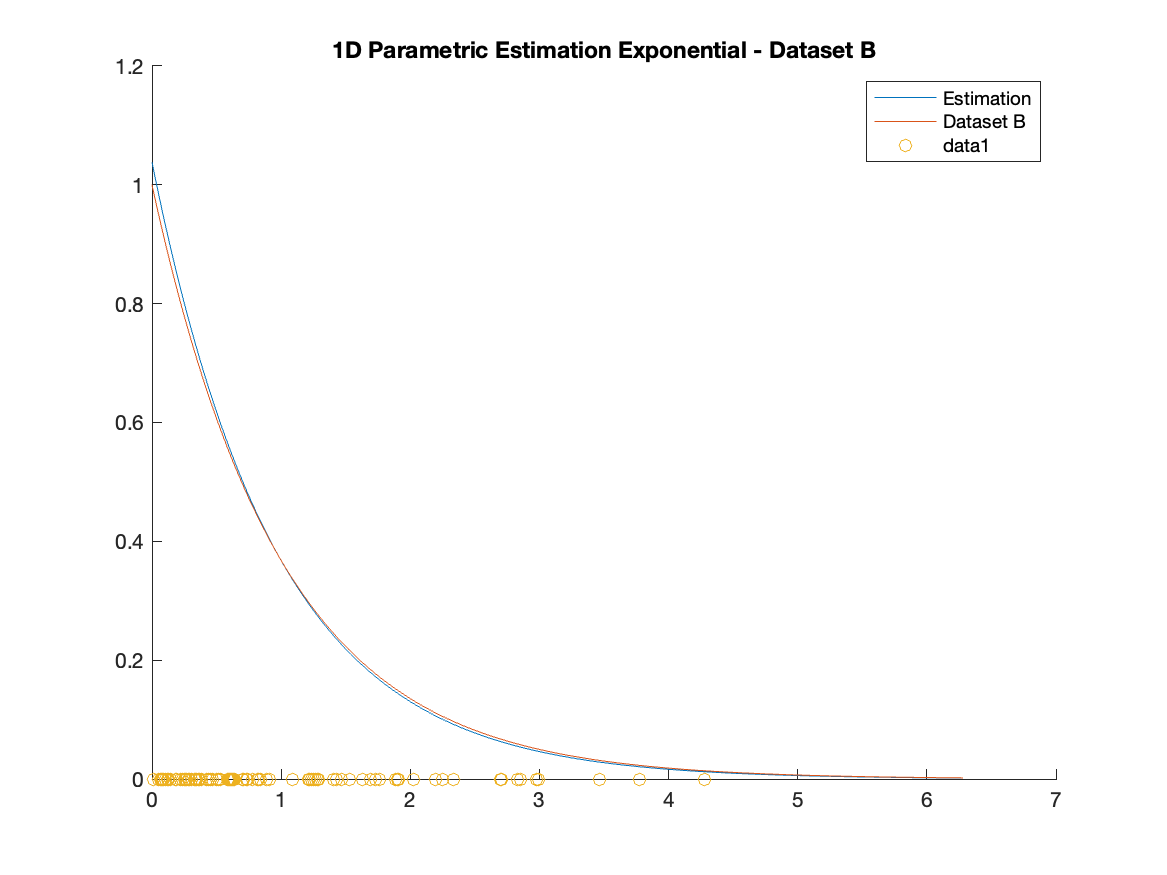 1D Parametric Estimation Exponential - Dataset B
1.2
1
0.8
0.6
0.4
0.2
0
0 1 2 3 4 5 6 7
Estimation
Dataset B
data1